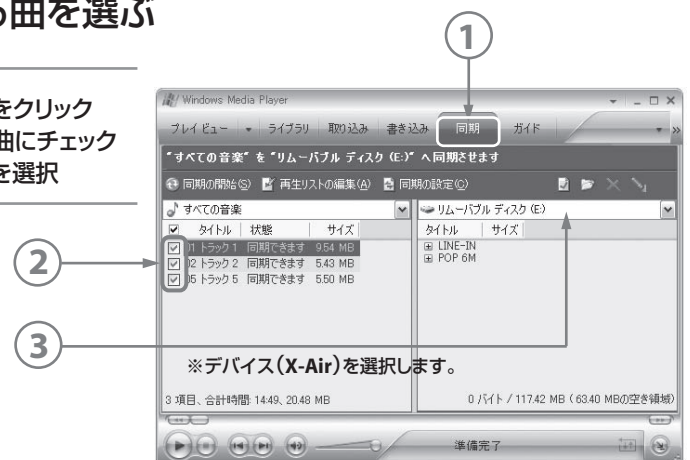 る曲を選ぶ
をクリック
曲にチェック
を選択
1
Windows Media Player
プレイ ビュー ライブラリ 取り込み 書き込み 同期 ガイド »
"すべての音楽" を "リムーバブル ディスク (E:)" へ同期させます
同期の開始(S) 再生リストの編集(A) 同期の設定(O)
すべての音楽 リムーバブル ディスク (E:)
タイトル 状態 サイズ タイトル サイズ
01 トラック 1 同期できます 9.54 MB
02 トラック 2 同期できます 5.43 MB
05 トラック 5 同期できます 5.50 MB
LINE-IN
POP 6M
2
3
※デバイス（X-Air）を選択します。
3 項目、合計時間: 14:49、20.48 MB 0 バイト / 117.42 MB (63.40 MBの空き領域)
準備完了